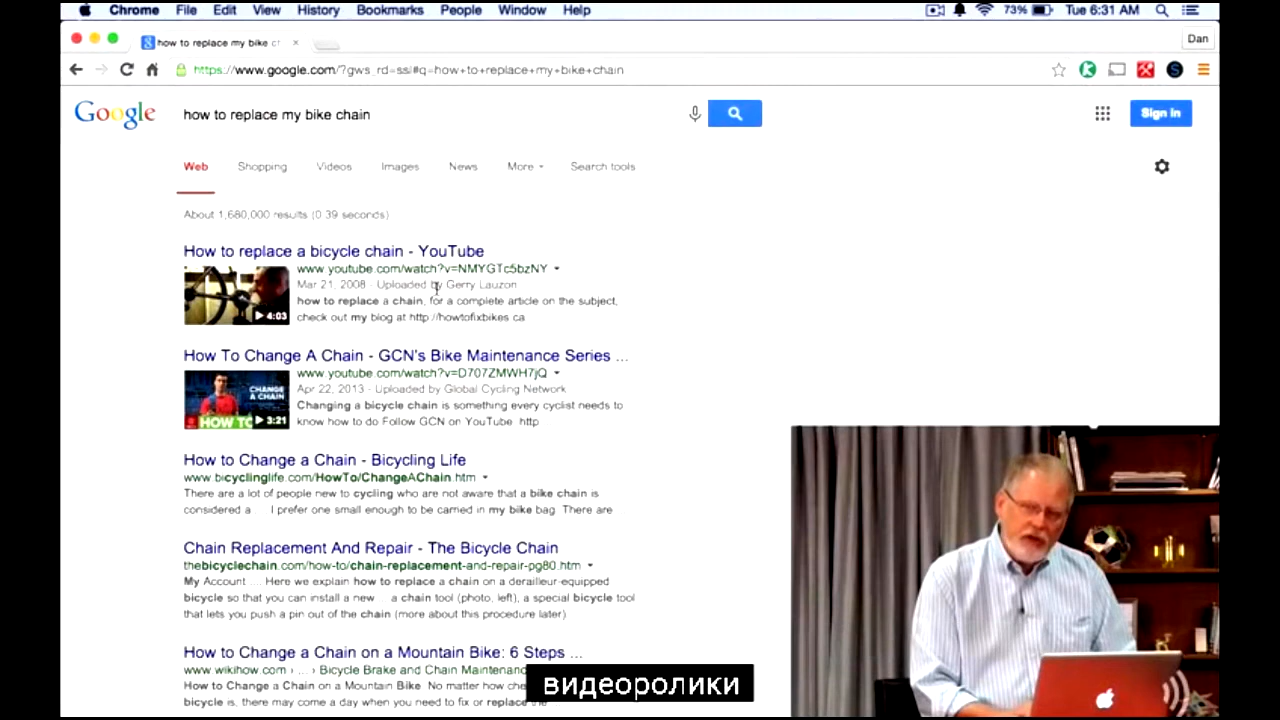 Chrome File Edit View History Bookmarks People Window Help 73% Tue 6:31 AM
how to replace my bike c
Dan
https://www.google.com/?gws_rd=ssl#q=how+to+replace+my+bike+chain
Google how to replace my bike chain Sign in
Web Shopping Videos Images News More Search tools
About 1,680,000 results (0.39 seconds)
How to replace a bicycle chain - YouTube
www.youtube.com/watch?v=NMYGTc5bzNY
Mar 21, 2008 - Uploaded by Gerry Lauzon
how to replace a chain, for a complete article on the subject,
check out my blog at http://howtofixbikes.ca
4:03
How To Change A Chain - GCN's Bike Maintenance Series ...
www.youtube.com/watch?v=D707ZMWH7jQ
Apr 22, 2013 - Uploaded by Global Cycling Network
Changing a bicycle chain is something every cyclist needs to
know how to do Follow GCN on YouTube http
CHANGE
A CHAIN
HOW TO 3:21
How to Change a Chain - Bicycling Life
www.bicyclinglife.com/HowTo/ChangeAChain.htm
There are a lot of people new to cycling who are not aware that a bike chain is
considered a ... I prefer one small enough to be carried in my bike bag. There are
Chain Replacement And Repair - The Bicycle Chain
thebicyclechain.com/how-to/chain-replacement-and-repair-pg80.htm
My Account ... Here we explain how to replace a chain on a derailleur-equipped
bicycle so that you can install a new ... a chain tool (photo, left), a special bicycle tool
that lets you push a pin out of the chain (more about this procedure later)
How to Change a Chain on a Mountain Bike: 6 Steps ...
www.wikihow.com › ... › Bicycle Brake and Chain Maintenan
How to Change a Chain on a Mountain Bike. No matter how
bicycle is, there may come a day when you need to fix or replace the
видеоролики